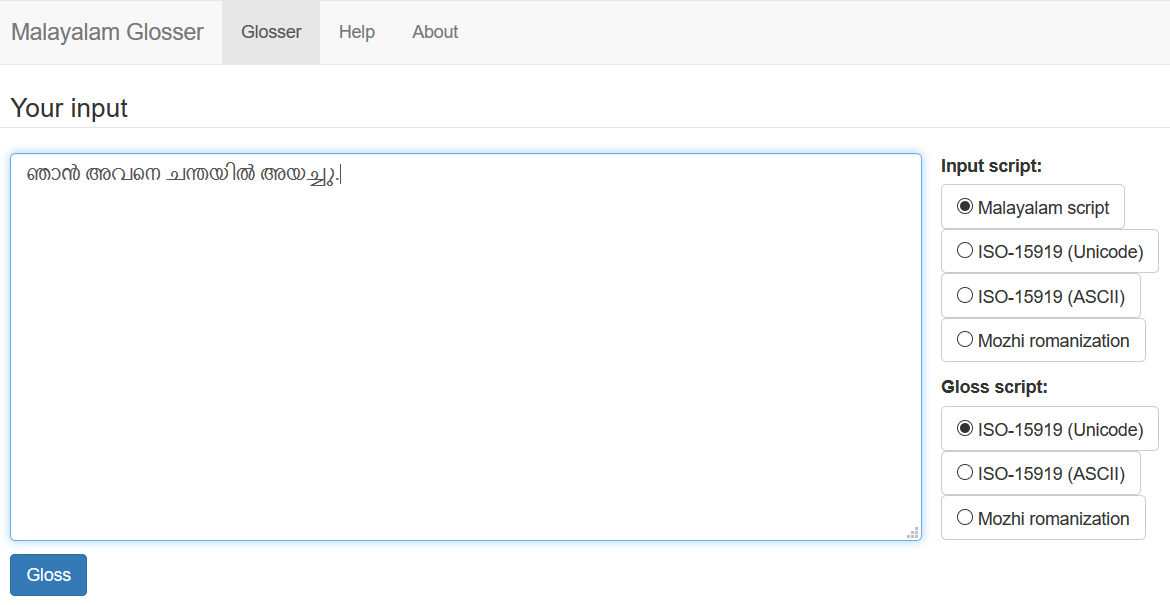 Malayalam Glosser Glosser Help About
Your input
ഞാൻ അവനെ ചന്തയിൽ അയച്ചു.
Input script:
Malayalam script
ISO-15919 (Unicode)
ISO-15919 (ASCII)
Mozhi romanization
Gloss script:
ISO-15919 (Unicode)
ISO-15919 (ASCII)
Mozhi romanization
Gloss